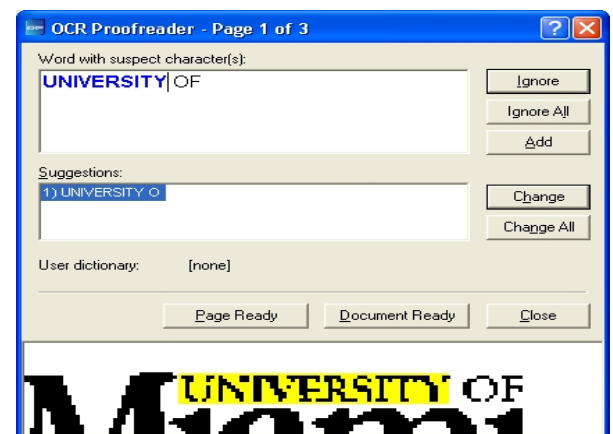 OCR Proofreader - Page 1 of 3
Word with suspect character(s):
UNIVERSITY OF
Ignore
Ignore All
Add
Suggestions:
1) UNIVERSITY O
Change
Change All
User dictionary: [none]
Page Ready Document Ready Close
UNIVERSITY OF
Miami